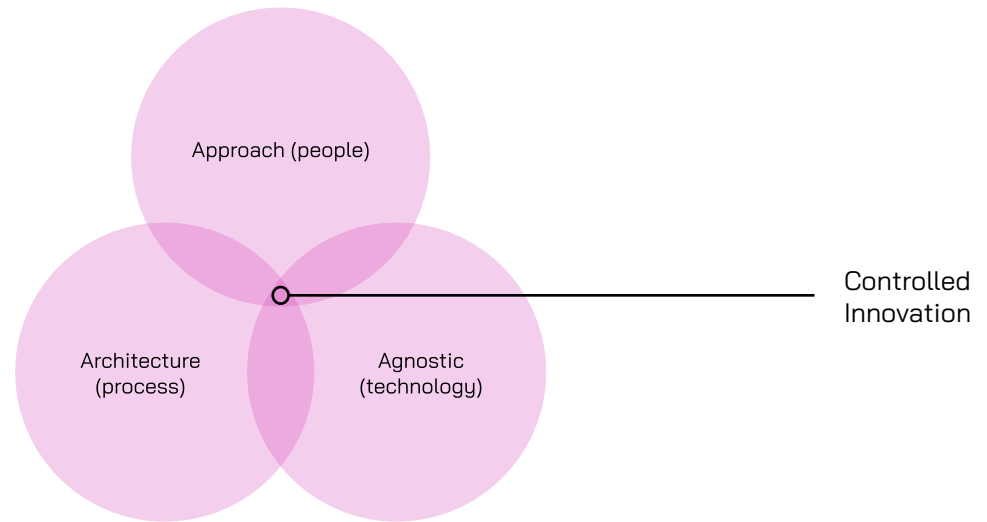 Approach (people)
Controlled
Innovation
Architecture
(process)
Agnostic
(technology)